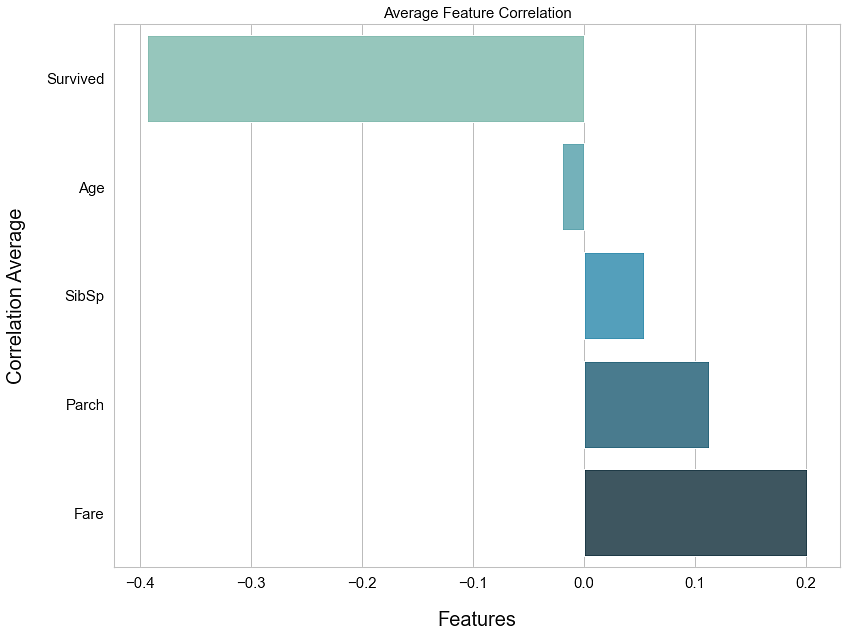 Average Feature Correlation
Survived
Age
SibSp
Parch
Fare
Correlation Average
−0.4 −0.3 −0.2 −0.1 0.0 0.1 0.2
Features